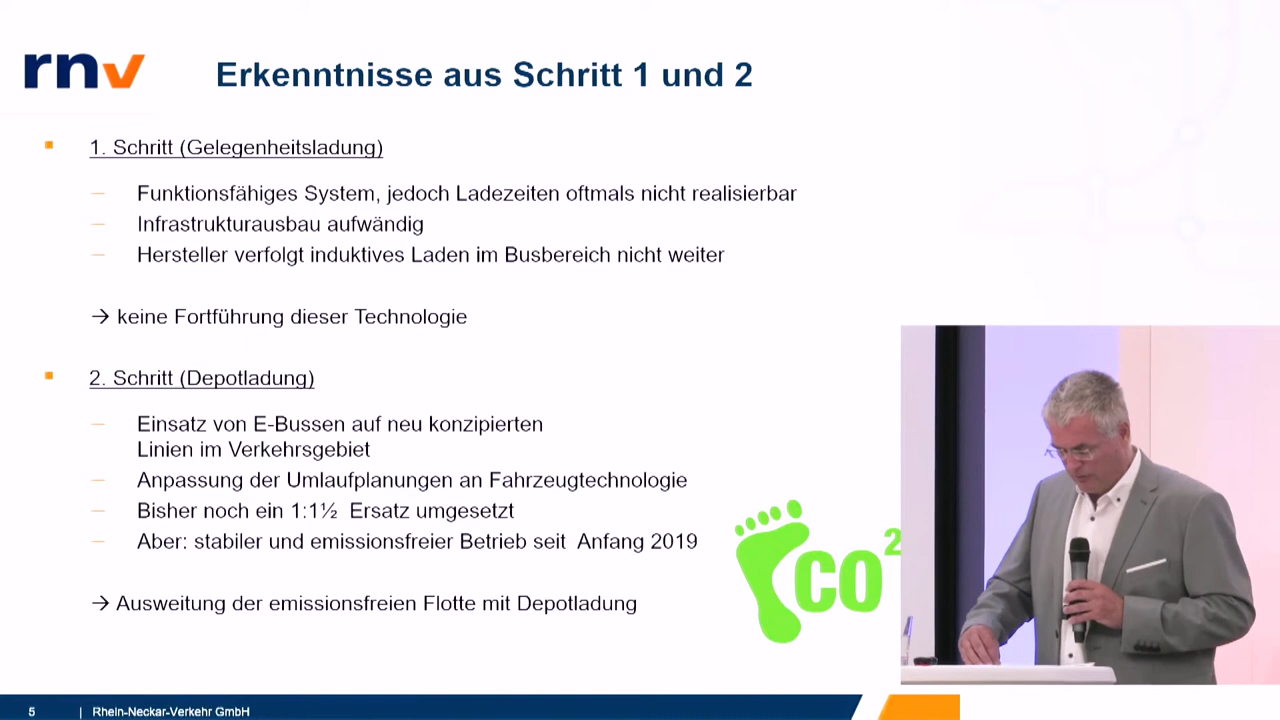 rnv
Erkenntnisse aus Schritt 1 und 2
1. Schritt (Gelegenheitsladung)
Funktionsfähiges System, jedoch Ladezeiten oftmals nicht realisierbar
Infrastrukturausbau aufwändig
Hersteller verfolgt induktives Laden im Busbereich nicht weiter
→ keine Fortführung dieser Technologie
2. Schritt (Depotladung)
Einsatz von E-Bussen auf neu konzipierten
Linien im Verkehrsgebiet
Anpassung der Umlaufplanungen an Fahrzeugtechnologie
Bisher noch ein 1:1½ Ersatz umgesetzt
Aber: stabiler und emissionsfreier Betrieb seit Anfang 2019
→ Ausweitung der emissionsfreien Flotte mit Depotladung
CO²
5 | Rhein-Neckar-Verkehr GmbH